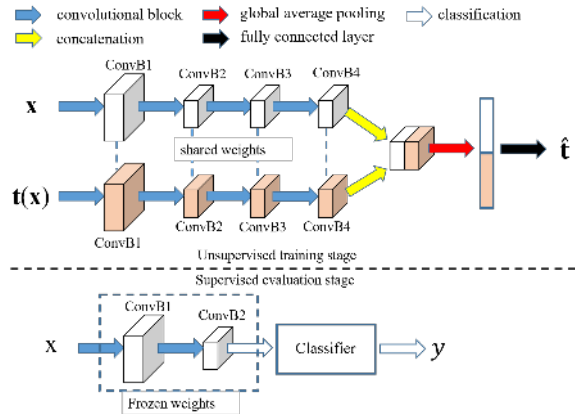 convolutional block
global average pooling
classification
concatenation
fully connected layer
ConvB1
ConvB2
ConvB3
ConvB4
x
shared weights
t(x)
t̂
ConvB1
ConvB2
ConvB3
ConvB4
Unsupervised training stage
Supervised evaluation stage
ConvB1
ConvB2
x
Classifier
y
Frozen weights